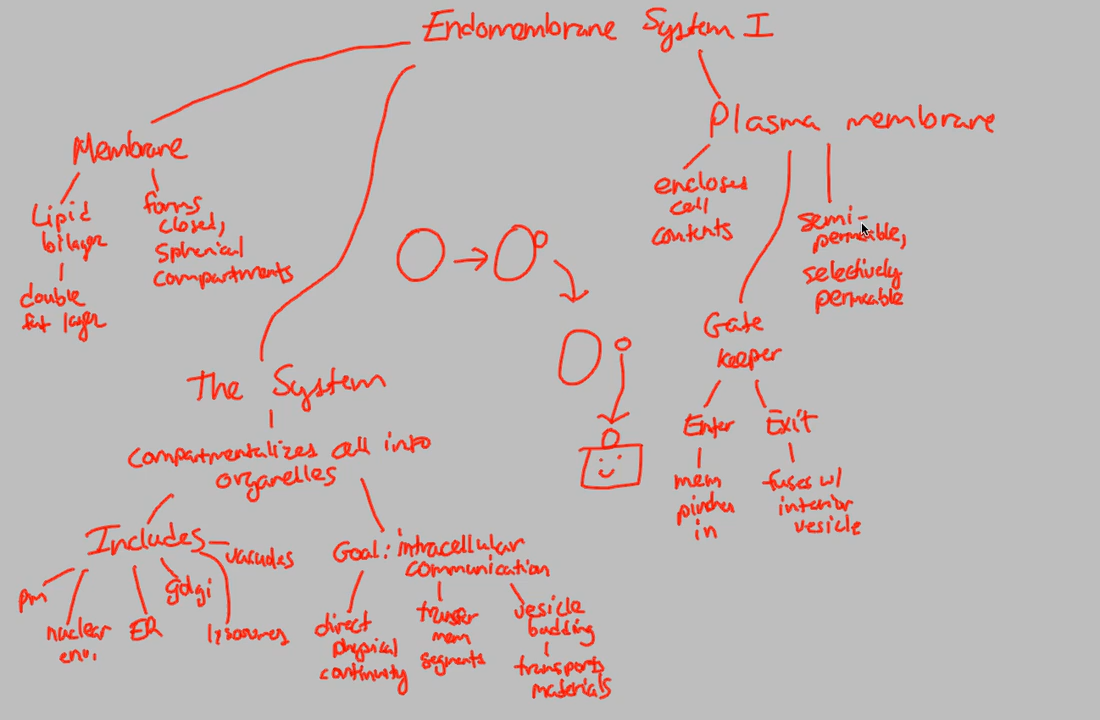 Endomembrane System I
Membrane
Lipid
bilayer
double
fat layer
forms
closed,
spherical
compartments
Plasma membrane
encloses
cell
contents
semi-
permeable,
selectively
permeable
Gate
keeper
Enter
mem
pinches
in
Exit
fuses w/
interior
vesicle
The System
Compartmentalizes cell into
organelles
Includes
pm
nuclear
env.
ER
golgi
lysosomes
vacuoles
Goal: intracellular
communication
direct
physical
continuity
transfer
mem
segments
vesicle
budding
transports
materials